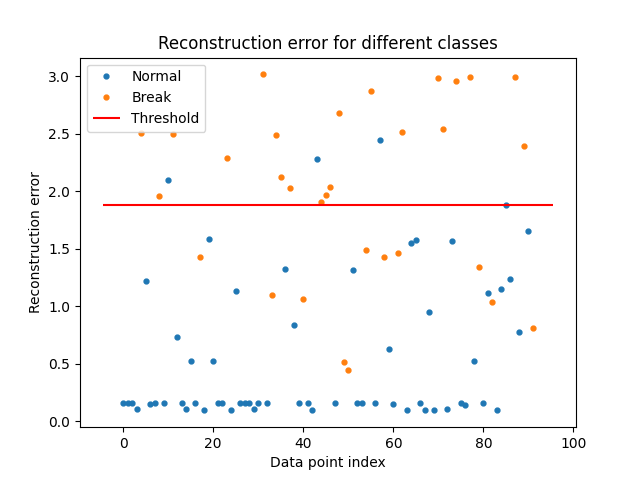 Reconstruction error for different classes
Normal
Break
Threshold
3.0
2.5
2.0
1.5
1.0
0.5
0.0
Reconstruction error
0
20
40
60
80
100
Data point index